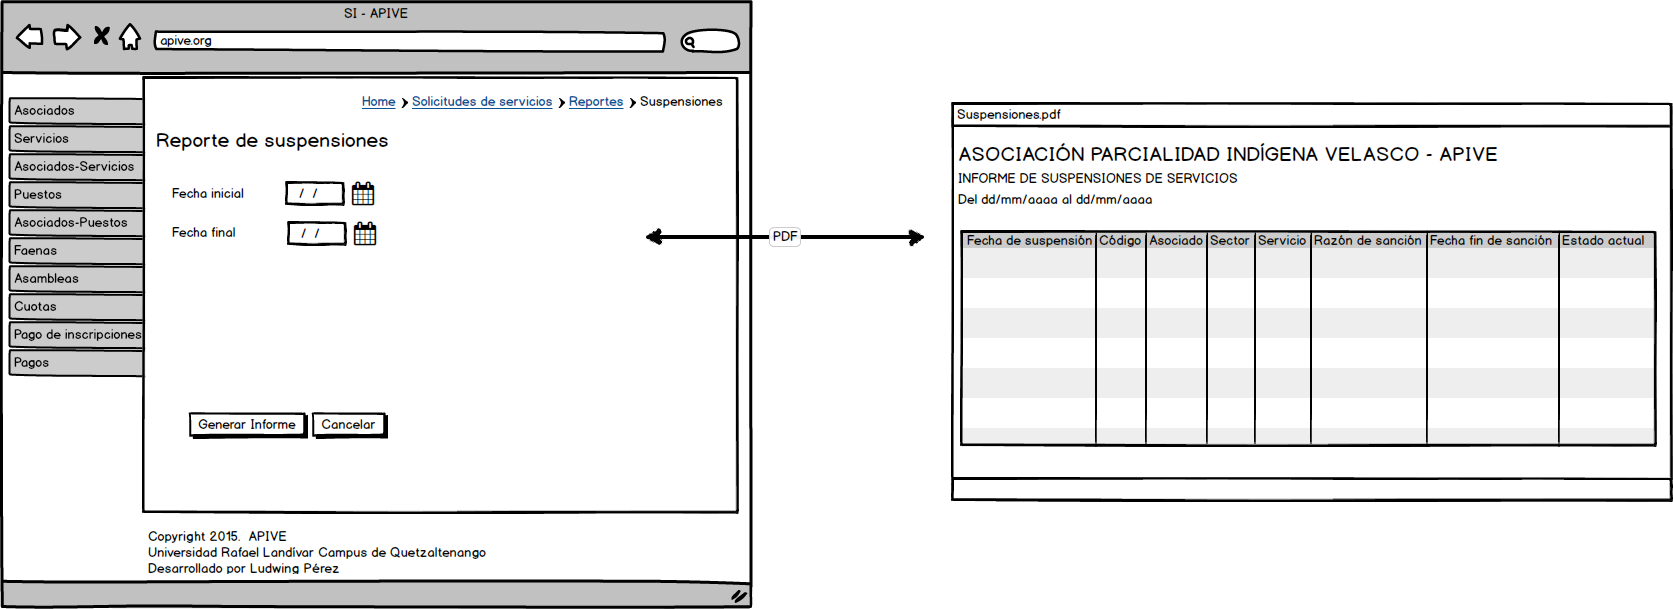 SI - APIVE
apive.org
Asociados
Servicios
Asociados-Servicios
Puestos
Asociados-Puestos
Faenas
Asambleas
Cuotas
Pago de inscripciones
Pagos
Home Solicitudes de servicios Reportes Suspensiones
Reporte de suspensiones
Fecha inicial / /
Fecha final / /
Generar Informe Cancelar
Copyright 2015. APIVE
Universidad Rafael Landívar Campus de Quetzaltenango
Desarrollado por Ludwing Pérez
PDF
Suspensiones.pdf
ASOCIACIÓN PARCIALIDAD INDÍGENA VELASCO - APIVE
INFORME DE SUSPENSIONES DE SERVICIOS
Del dd/mm/aaaa al dd/mm/aaaa
Fecha de suspensión Código Asociado Sector Servicio Razón de sanción Fecha fin de sanción Estado actual